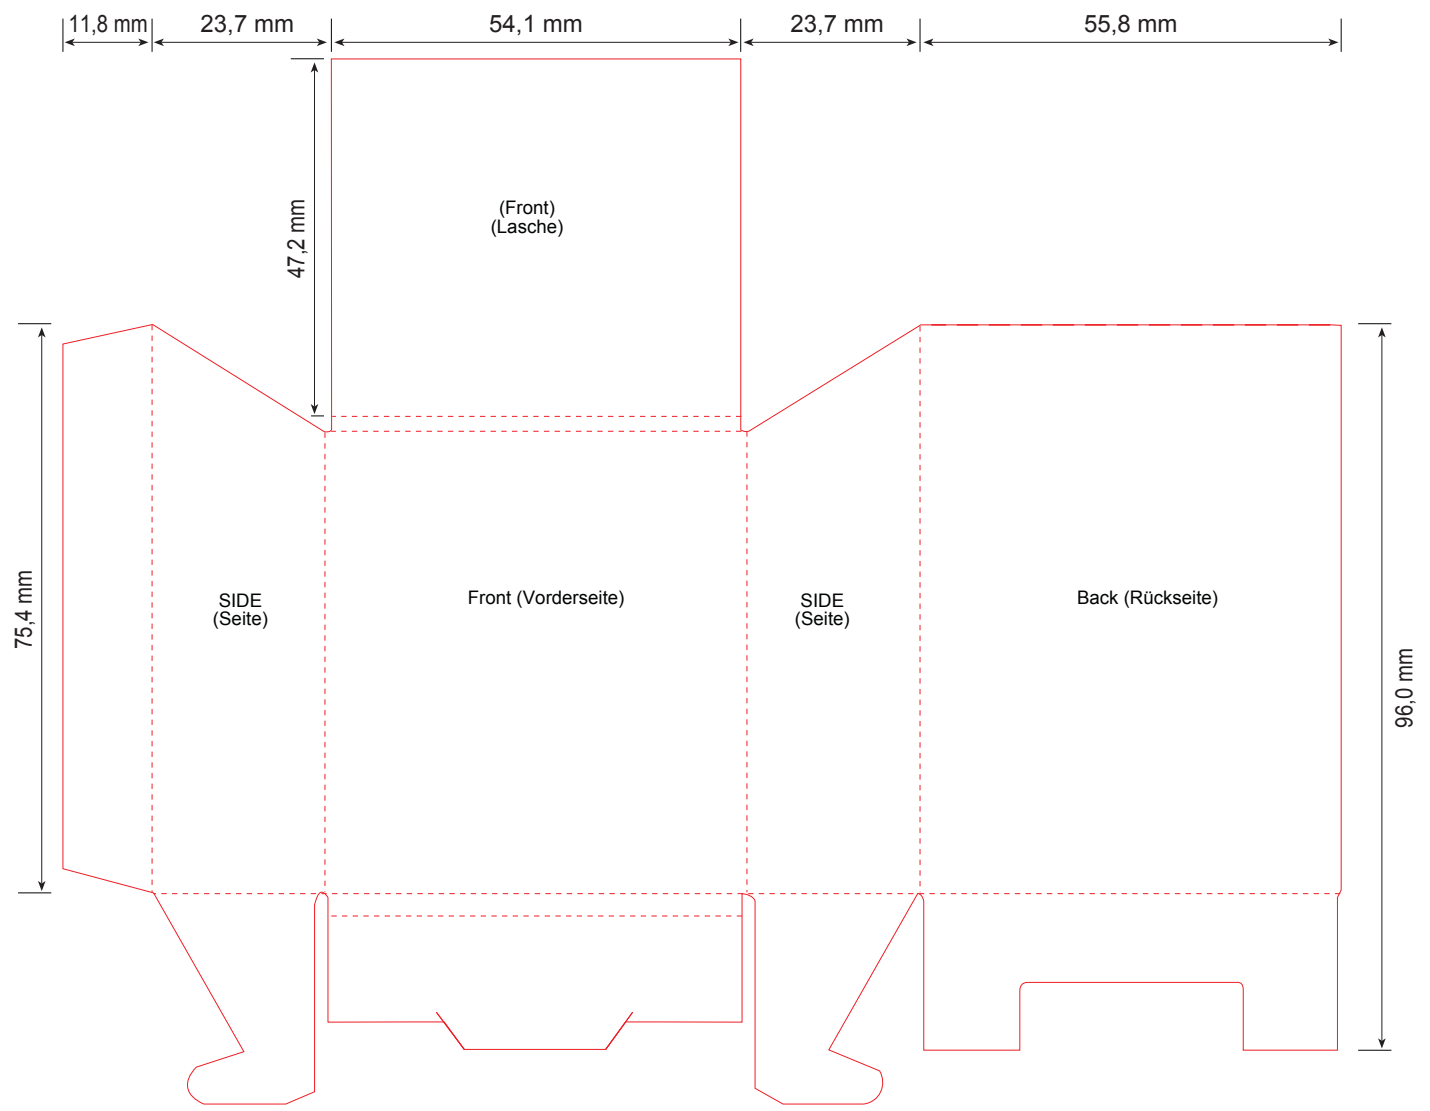 11,8 mm
23,7 mm
54,1 mm
23,7 mm
55,8 mm
47,2 mm
(Front)
(Lasche)
75,4 mm
SIDE
(Seite)
Front (Vorderseite)
SIDE
(Seite)
Back (Rückseite)
96,0 mm